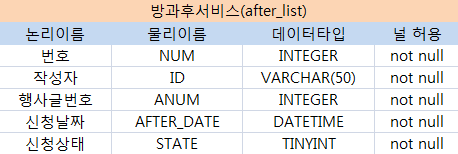 방과후서비스(after_list)
논리이름 물리이름 데이터타입 널 허용
번호 NUM INTEGER not null
작성자 ID VARCHAR(50) not null
행사글번호 ANUM INTEGER not null
신청날짜 AFTER_DATE DATETIME not null
신청상태 STATE TINYINT not null